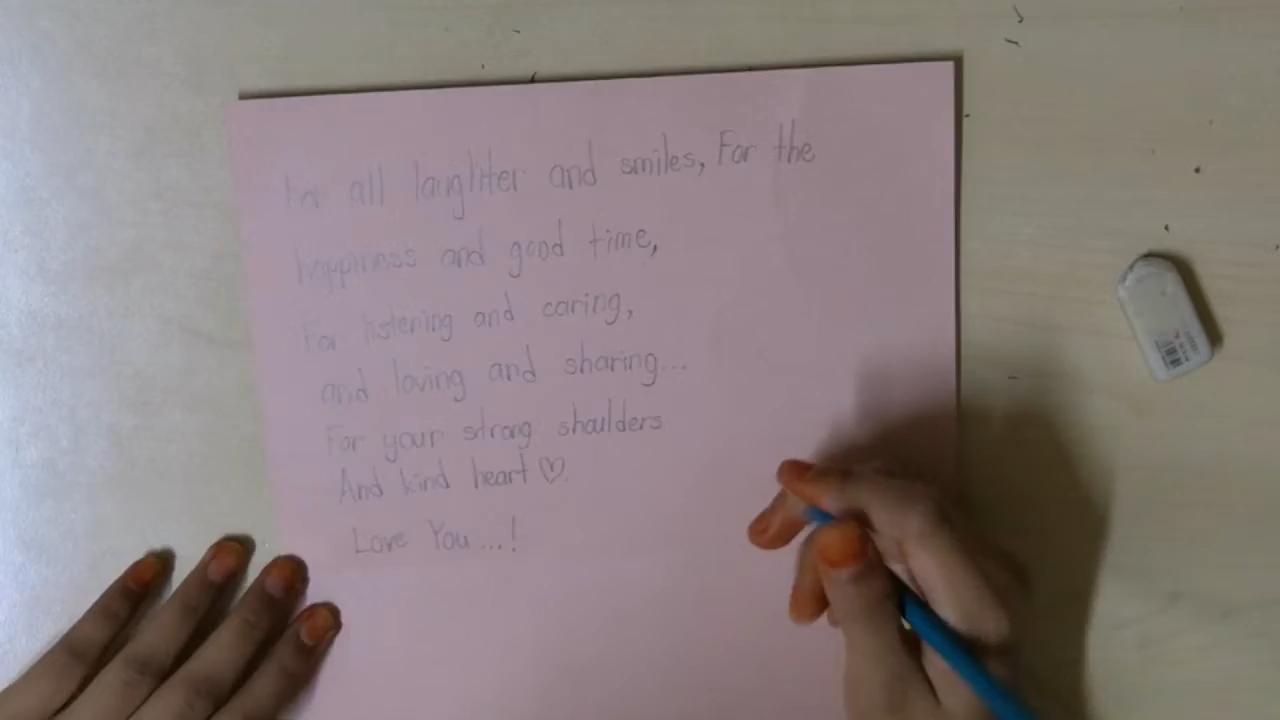 For all laughter and smiles, For the
happiness and good time,
For listening and caring,
and loving and sharing...
For your strong shoulders
And kind heart ♡.
Love You...!